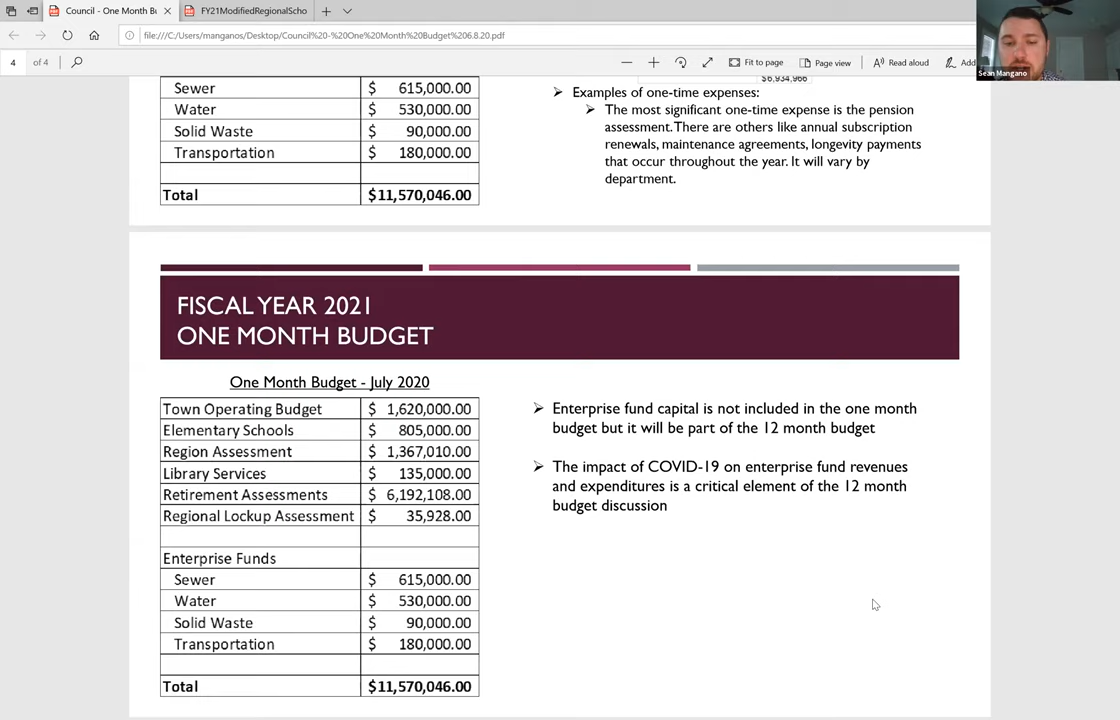 Council - One Month Bu
FY21ModifiedRegionalScho
file:///C:/Users/manganos/Desktop/Council%20-%20One%20Month%20Budget%206.8.20.pdf
4 of 4
Fit to page
Page view
Read aloud
Add
Sean Mangano
$6,934,966
Sewer $ 615,000.00
Water $ 530,000.00
Solid Waste $ 90,000.00
Transportation $ 180,000.00
Total $11,570,046.00
Examples of one-time expenses:
The most significant one-time expense is the pension
assessment. There are others like annual subscription
renewals, maintenance agreements, longevity payments
that occur throughout the year. It will vary by
department.
FISCAL YEAR 2021
ONE MONTH BUDGET
One Month Budget - July 2020
Town Operating Budget $ 1,620,000.00
Elementary Schools $ 805,000.00
Region Assessment $ 1,367,010.00
Library Services $ 135,000.00
Retirement Assessments $ 6,192,108.00
Regional Lockup Assessment $ 35,928.00
Enterprise Funds
Sewer $ 615,000.00
Water $ 530,000.00
Solid Waste $ 90,000.00
Transportation $ 180,000.00
Total $11,570,046.00
Enterprise fund capital is not included in the one month
budget but it will be part of the 12 month budget
The impact of COVID-19 on enterprise fund revenues
and expenditures is a critical element of the 12 month
budget discussion